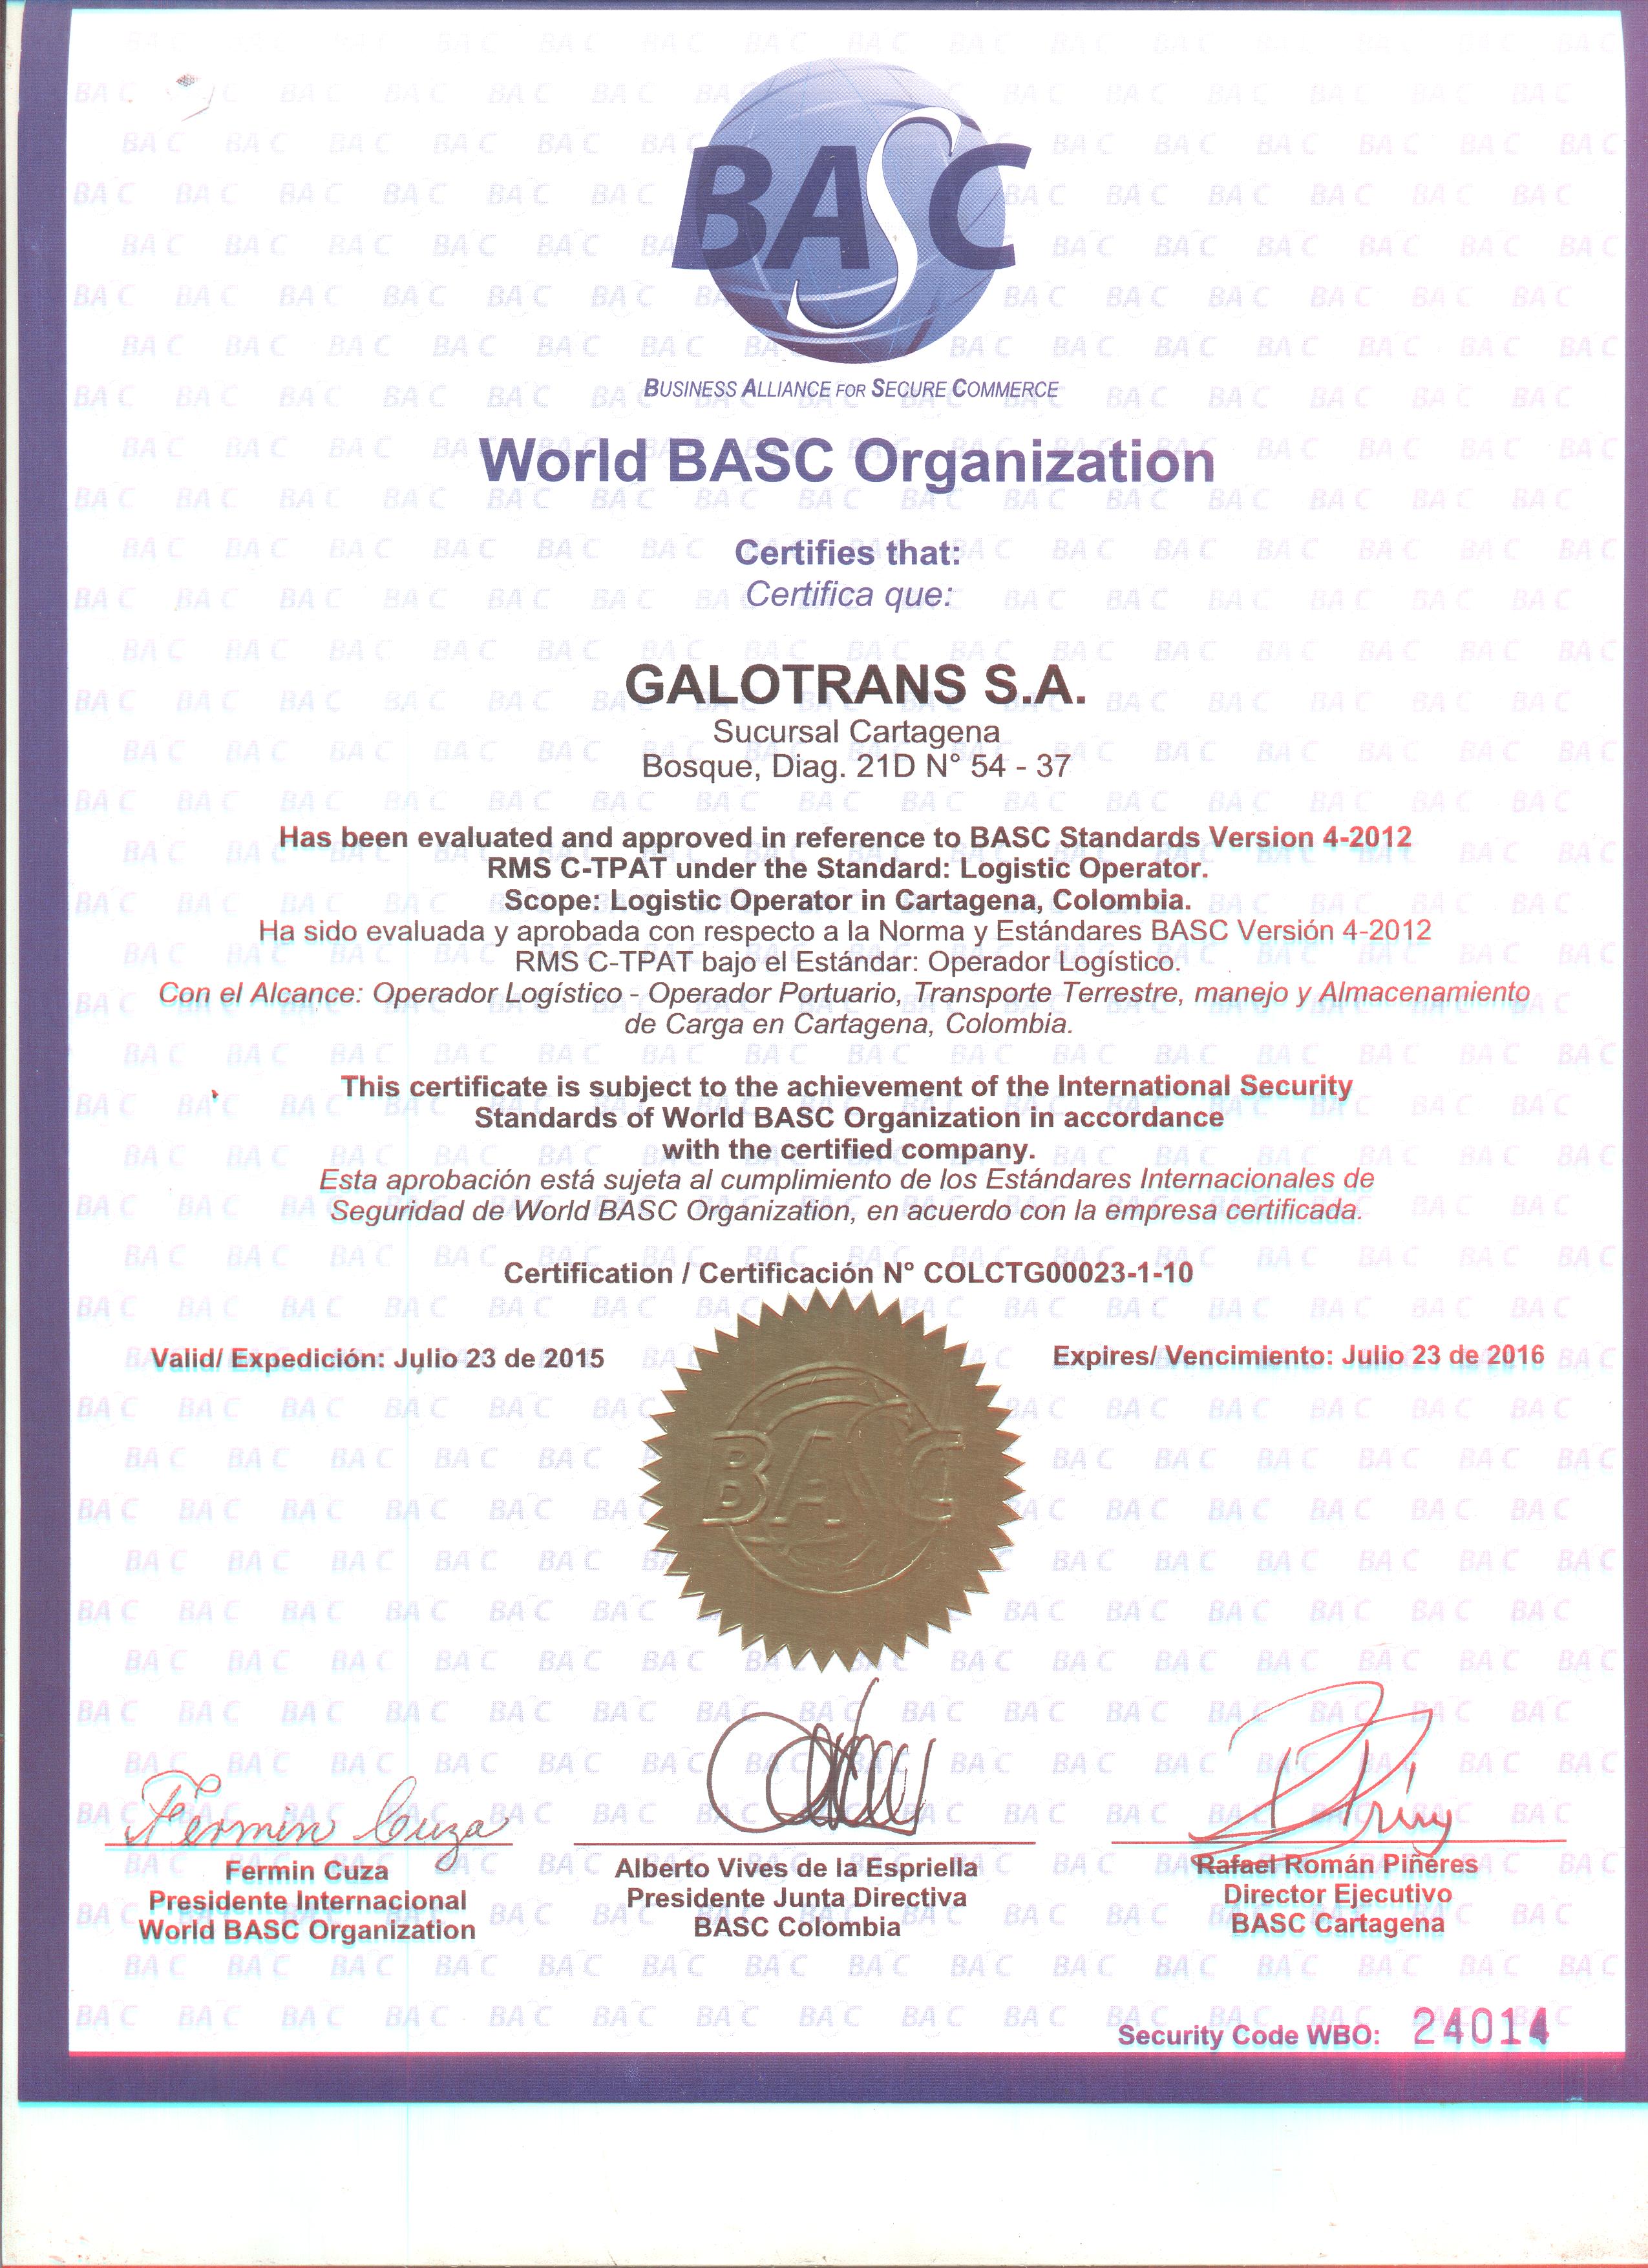 BASC
BUSINESS ALLIANCE FOR SECURE COMMERCE
World BASC Organization
Certifies that:
Certifica que:
GALOTRANS S.A.
Sucursal Cartagena
Bosque, Diag. 21D N° 54 - 37
Has been evaluated and approved in reference to BASC Standards Version 4-2012
RMS C-TPAT under the Standard: Logistic Operator.
Scope: Logistic Operator in Cartagena, Colombia.
Ha sido evaluada y aprobada con respecto a la Norma y Estándares BASC Versión 4-2012
RMS C-TPAT bajo el Estándar: Operador Logístico.
Con el Alcance: Operador Logístico - Operador Portuario, Transporte Terrestre, manejo y Almacenamiento
de Carga en Cartagena, Colombia.
This certificate is subject to the achievement of the International Security
Standards of World BASC Organization in accordance
with the certified company.
Esta aprobación está sujeta al cumplimiento de los Estándares Internacionales de
Seguridad de World BASC Organization, en acuerdo con la empresa certificada.
Certification / Certificación N° COLCTG00023-1-10
Valid/ Expedición: Julio 23 de 2015
Expires/ Vencimiento: Julio 23 de 2016
BASC
Fermin Cuza
Fermin Cuza
Presidente Internacional
World BASC Organization
Alberto Vives de la Espriella
Presidente Junta Directiva
BASC Colombia
Rafael Román Piñeres
Director Ejecutivo
BASC Cartagena
Security Code WBO: 24014